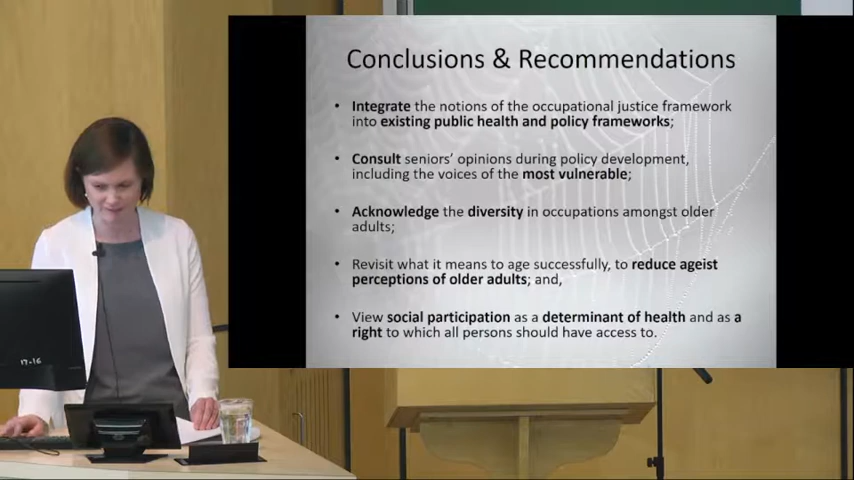 Conclusions & Recommendations
• Integrate the notions of the occupational justice framework
into existing public health and policy frameworks;
• Consult seniors' opinions during policy development,
including the voices of the most vulnerable;
• Acknowledge the diversity in occupations amongst older
adults;
• Revisit what it means to age successfully, to reduce ageist
perceptions of older adults; and,
• View social participation as a determinant of health and as a
right to which all persons should have access to.
17-16